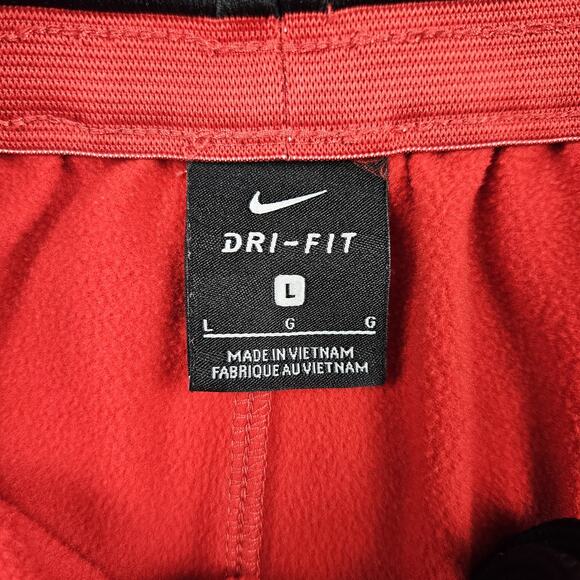 DRI-FIT
L
L G G
MADE IN VIETNAM
FABRIQUE AU VIETNAM